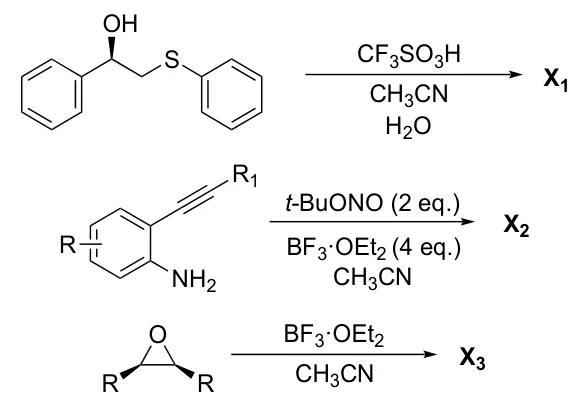 OH
S
CF₃SO₃H
CH₃CN
H₂O
X₁
R₁
R
NH₂
t-BuONO (2 eq.)
BF₃·OEt₂ (4 eq.)
CH₃CN
X₂
O
R R
BF₃·OEt₂
CH₃CN
X₃